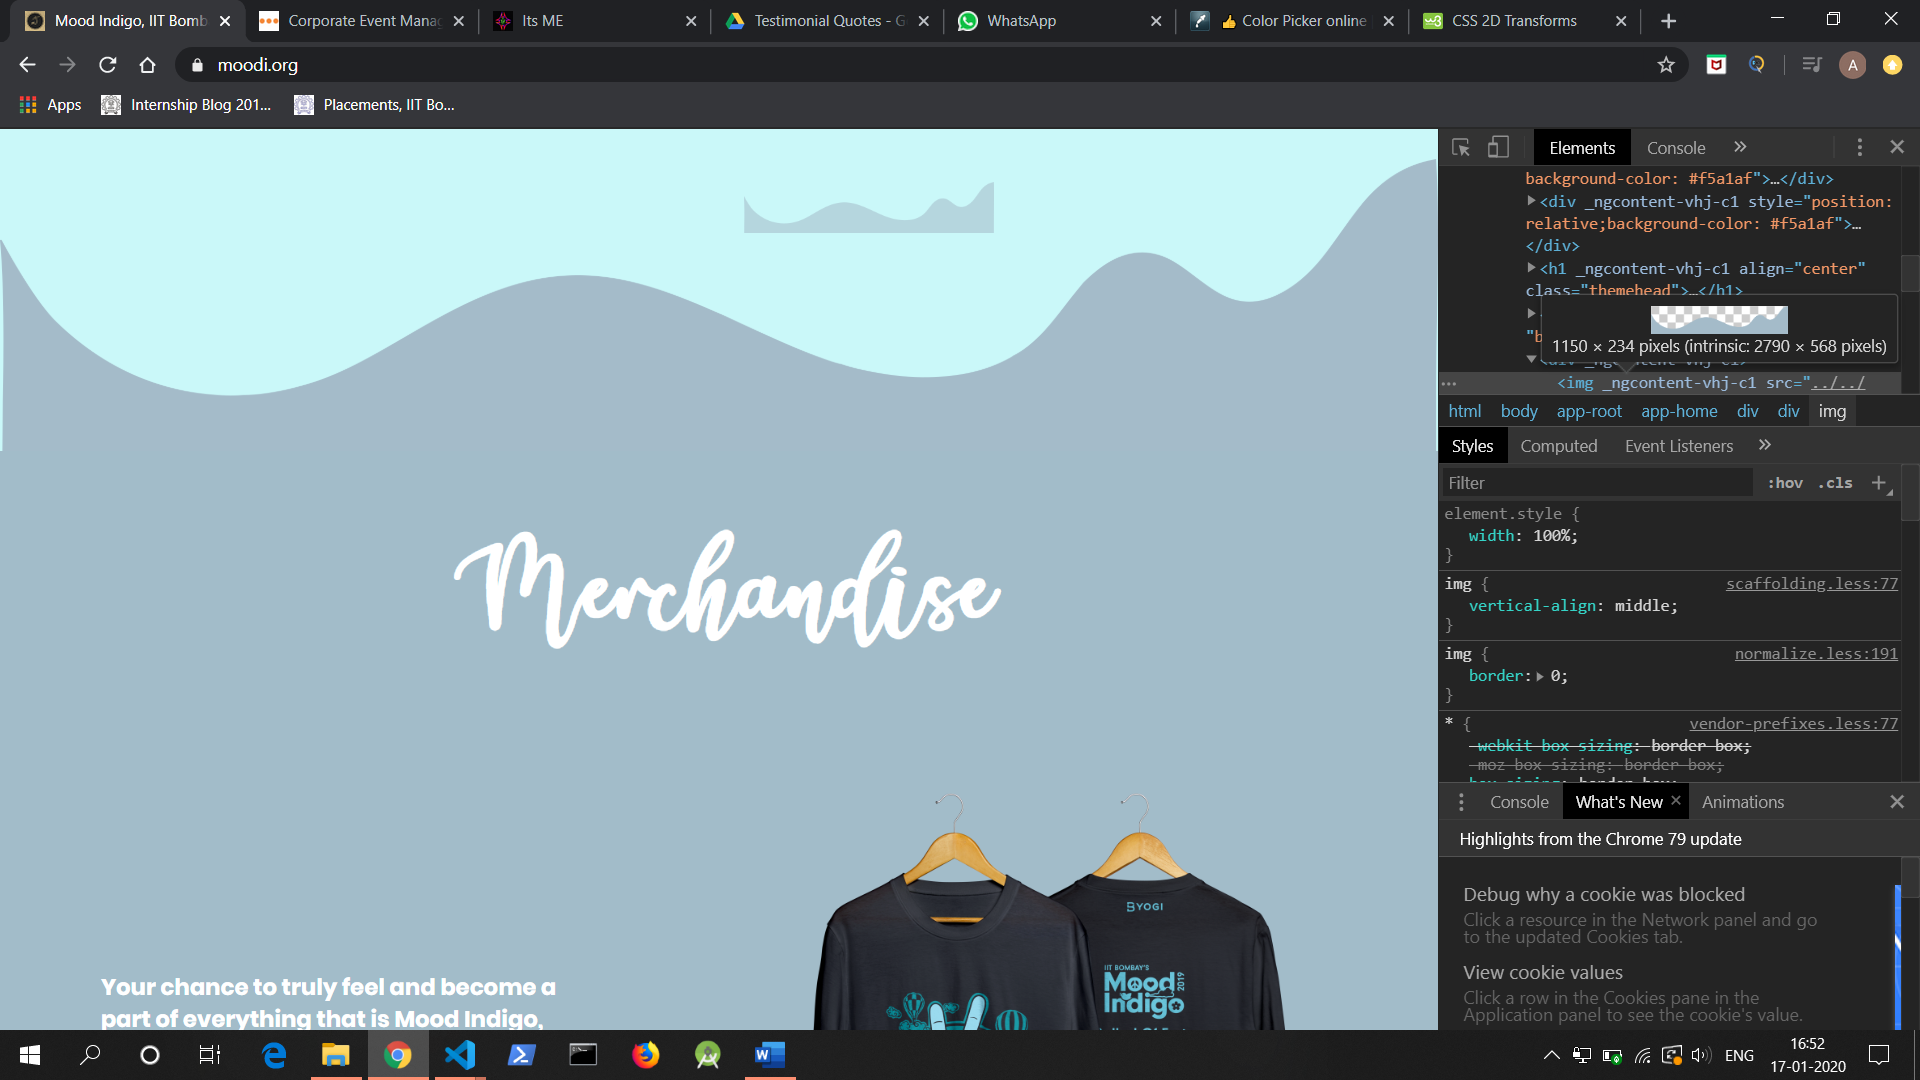 Mood Indigo, IIT Bomb
Corporate Event Manag
Its ME
Testimonial Quotes - G
WhatsApp
Color Picker online
CSS 2D Transforms
moodi.org
A
Apps
Internship Blog 201...
Placements, IIT Bo...
Elements
Console
background-color: #f5a1af">…</div>
<div _ngcontent-vhj-c1 style="position:
relative;background-color: #f5a1af">…
</div>
<h1 _ngcontent-vhj-c1 align="center"
class="themehead">…</h1>
"b
1150 × 234 pixels (intrinsic: 2790 × 568 pixels)
<div _ngcontent-vhj-c1>
<img _ngcontent-vhj-c1 src="../../
html body app-root app-home div div img
Styles
Computed
Event Listeners
Filter
:hov .cls
element.style {
width: 100%;
}
img {
scaffolding.less:77
vertical-align: middle;
}
img {
normalize.less:191
border: 0;
}
* {
vendor-prefixes.less:77
-webkit-box-sizing: border-box;
-moz-box-sizing: border-box;
box-sizing: border-box;
Console
What's New
Animations
Highlights from the Chrome 79 update
Debug why a cookie was blocked
Click a resource in the Network panel and go
to the updated Cookies tab.
View cookie values
Click a row in the Cookies pane in the
Application panel to see the cookie's value.
Merchandise
BYOGI
IIT BOMBAY'S
Mood
Indigo
2019
Your chance to truly feel and become a
part of everything that is Mood Indigo,
ENG
16:52
17-01-2020